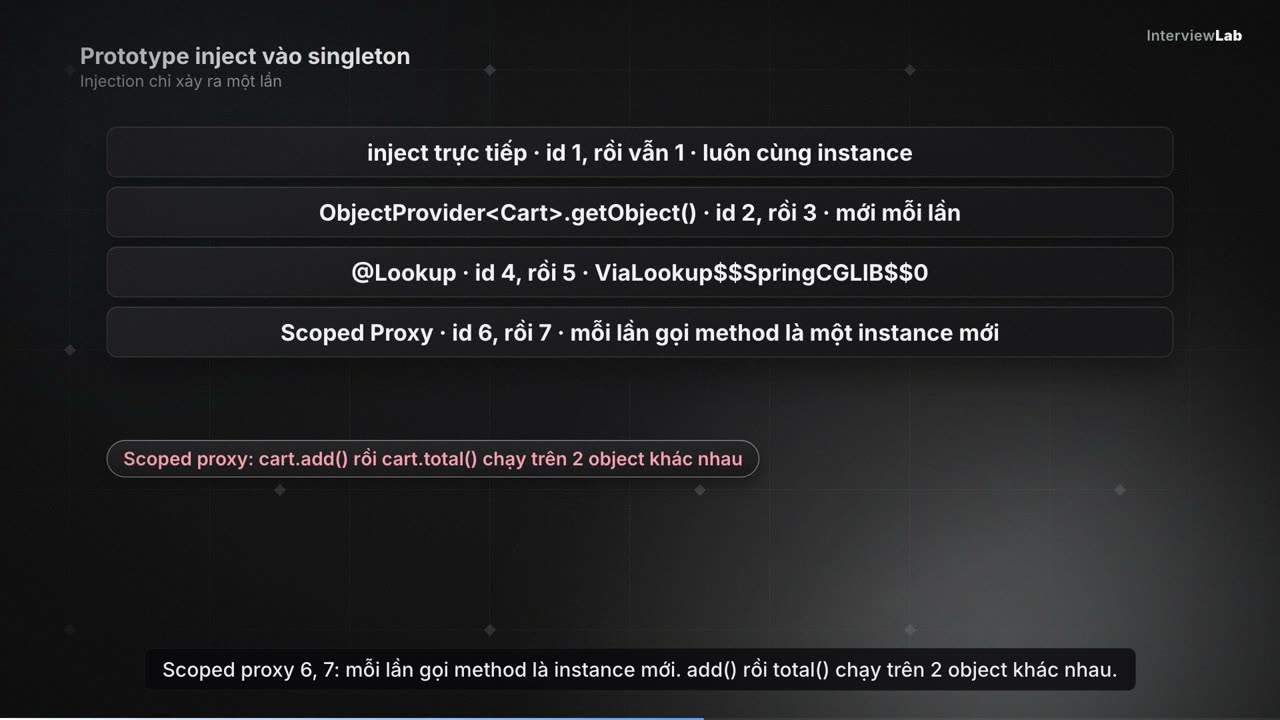 Prototype inject vào singleton
InterviewLab
Injection chỉ xảy ra một lần
inject trực tiếp · id 1, rồi vẫn 1 · luôn cùng instance
ObjectProvider<Cart>.getObject() · id 2, rồi 3 · mới mỗi lần
@Lookup · id 4, rồi 5 · ViaLookup$$SpringCGLIB$$0
Scoped Proxy · id 6, rồi 7 · mỗi lần gọi method là một instance mới
Scoped proxy: cart.add() rồi cart.total() chạy trên 2 object khác nhau
Scoped proxy 6, 7: mỗi lần gọi method là instance mới. add() rồi total() chạy trên 2 object khác nhau.